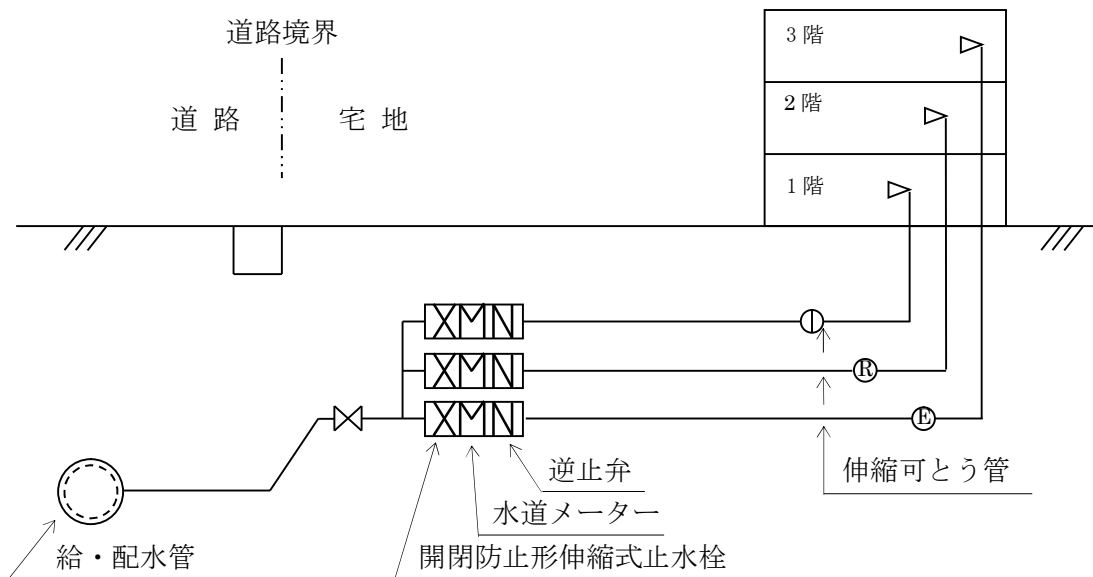 道路境界
道 路
宅 地
3 階
2 階
1 階
R
E
逆止弁
伸縮可とう管
水道メーター
給・配水管
開閉防止形伸縮式止水栓